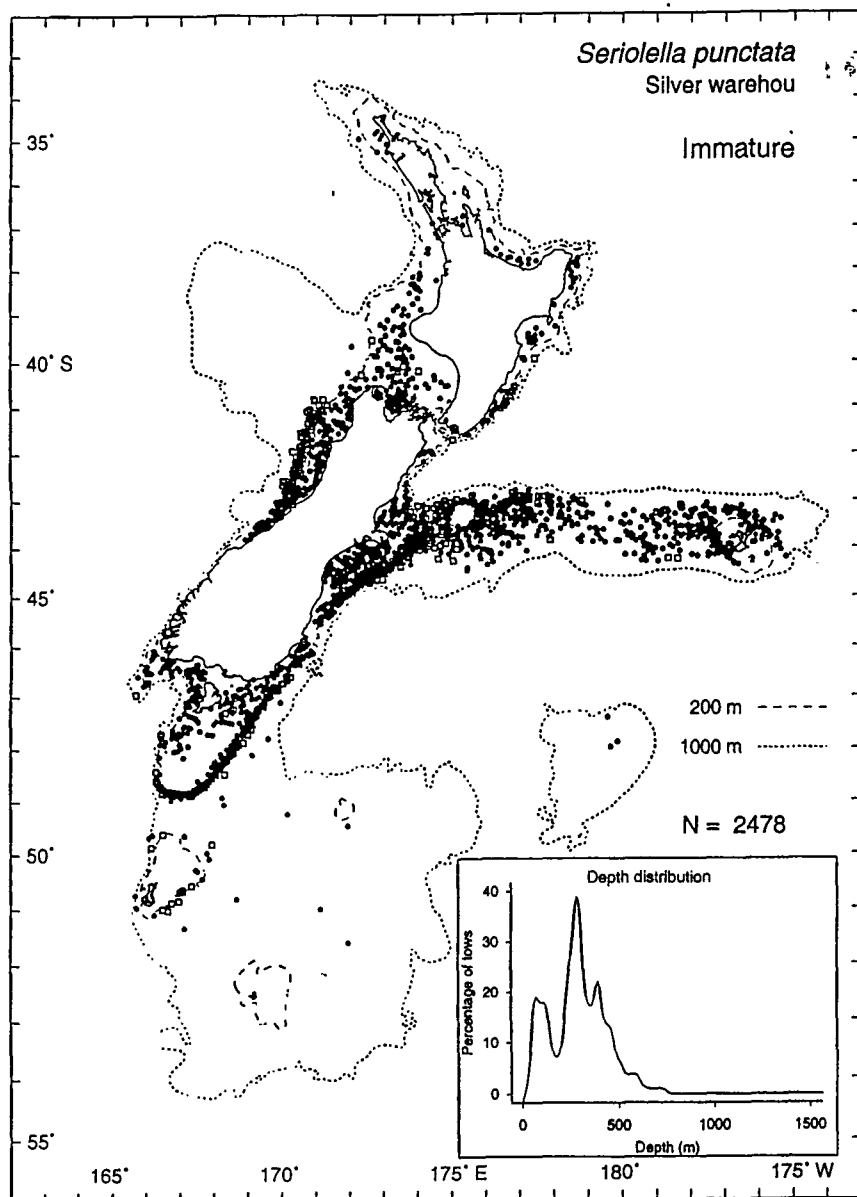 Seriolella punctata
Silver warehou
Immature
35°
40° S
45°
50°
55°
200 m
1000 m
N = 2478
Depth distribution
Percentage of tows
40
30
20
10
0
0 500 1000 1500
Depth (m)
165° 170° 175° E 180° 175° W